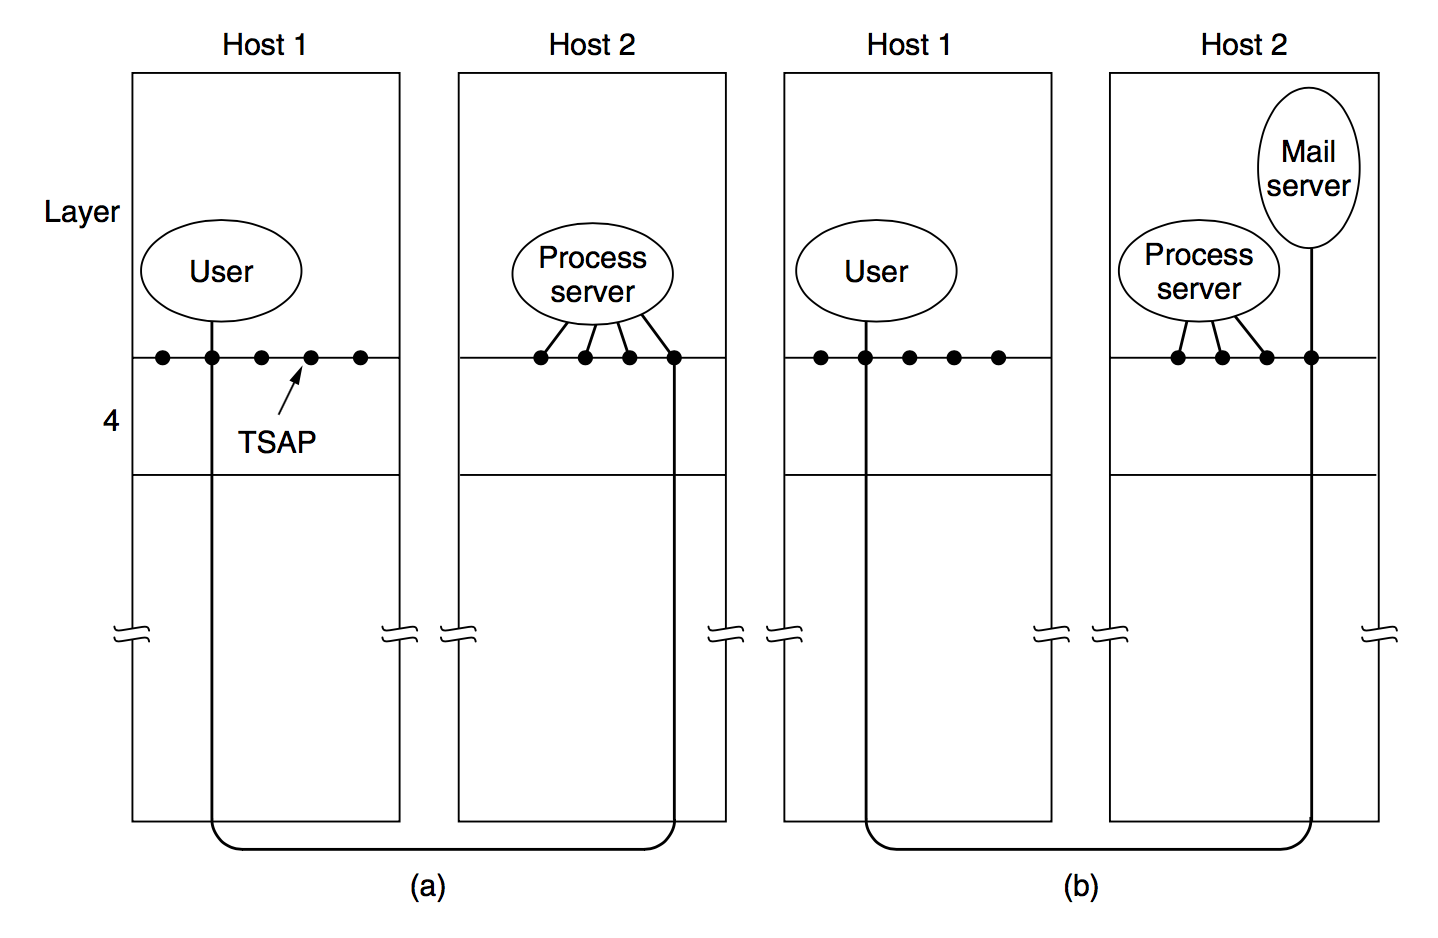 Host 1
Host 2
Host 1
Host 2
Layer
4
User
TSAP
Process
server
User
Process
server
Mail
server
(a)
(b)